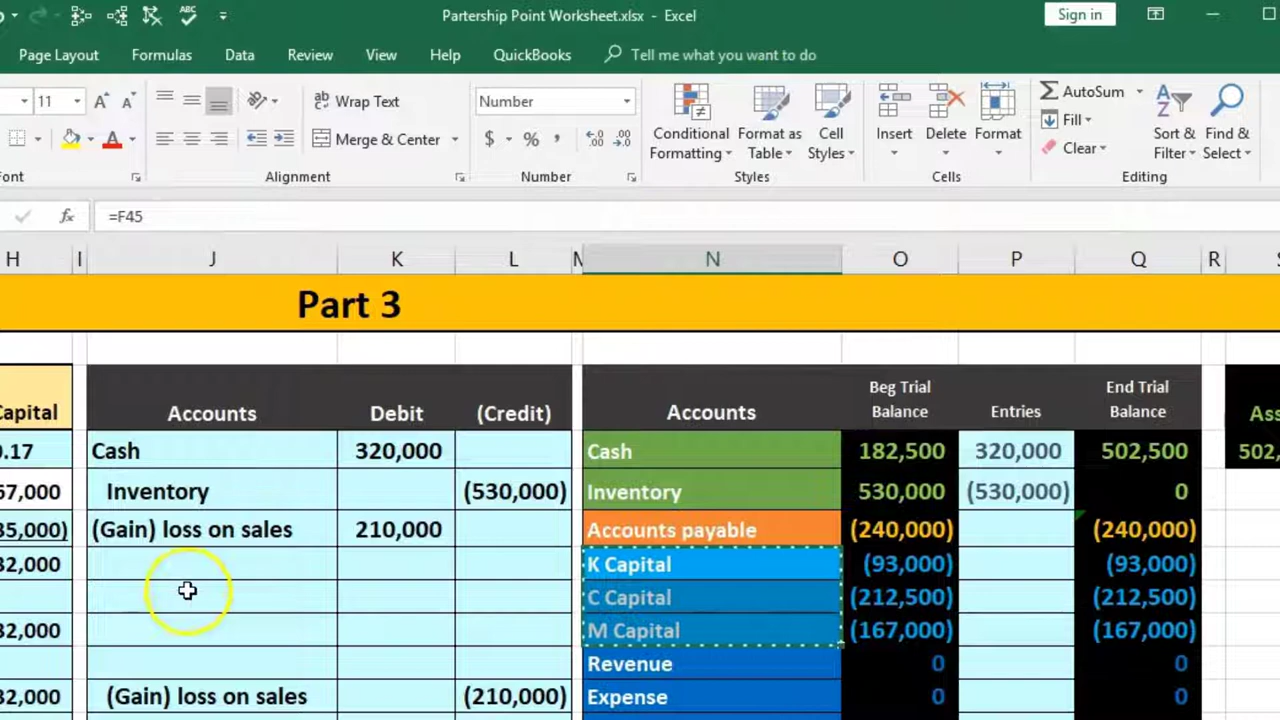 Partership Point Worksheet.xlsx - Excel
Sign in
ABC
Page Layout
Formulas
Data
Review
View
Help
QuickBooks
Tell me what you want to do
11
Wrap Text
Merge & Center
Number
Conditional Formatting
Format as Table
Cell Styles
Insert
Delete
Format
AutoSum
Fill
Clear
Sort & Filter
Find & Select
ont
Alignment
Number
Styles
Cells
Editing
fx =F45
H I J K L M N O P Q R S
Part 3
Capital Accounts Debit (Credit) Accounts Beg Trial Balance Entries End Trial Balance Ass
0.17 Cash 320,000 Cash 182,500 320,000 502,500 502,
57,000 Inventory (530,000) Inventory 530,000 (530,000) 0
35,000) (Gain) loss on sales 210,000 Accounts payable (240,000) (240,000)
32,000 K Capital (93,000) (93,000)
C Capital (212,500) (212,500)
32,000 M Capital (167,000) (167,000)
Revenue 0 0
32,000 (Gain) loss on sales (210,000) Expense 0 0